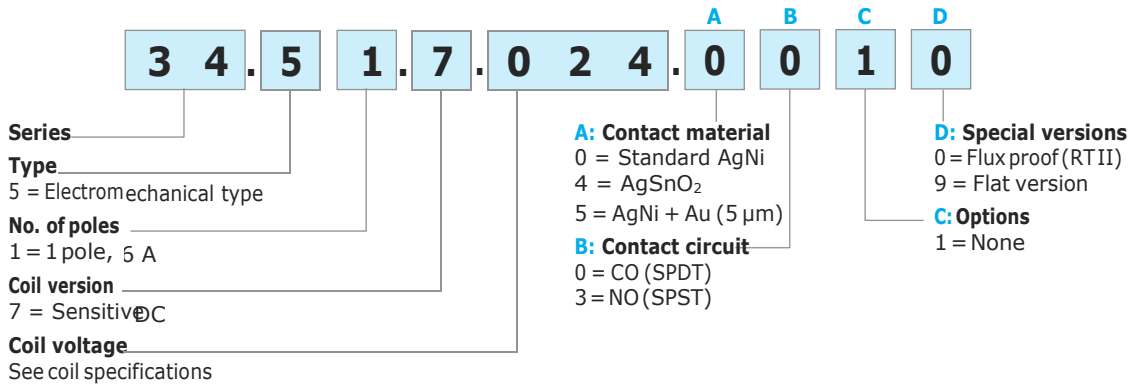 A B C D
3 4 . 5 1 . 7 . 0 2 4 . 0 0 1 0
Series
Type
5 = Electromechanical type
No. of poles
1 = 1 pole, 6 A
Coil version
7 = Sensitive DC
Coil voltage
See coil specifications
A: Contact material
0 = Standard AgNi
4 = AgSnO₂
5 = AgNi + Au (5 µm)
B: Contact circuit
0 = CO (SPDT)
3 = NO (SPST)
D: Special versions
0 = Flux proof (RT II)
9 = Flat version
C: Options
1 = None